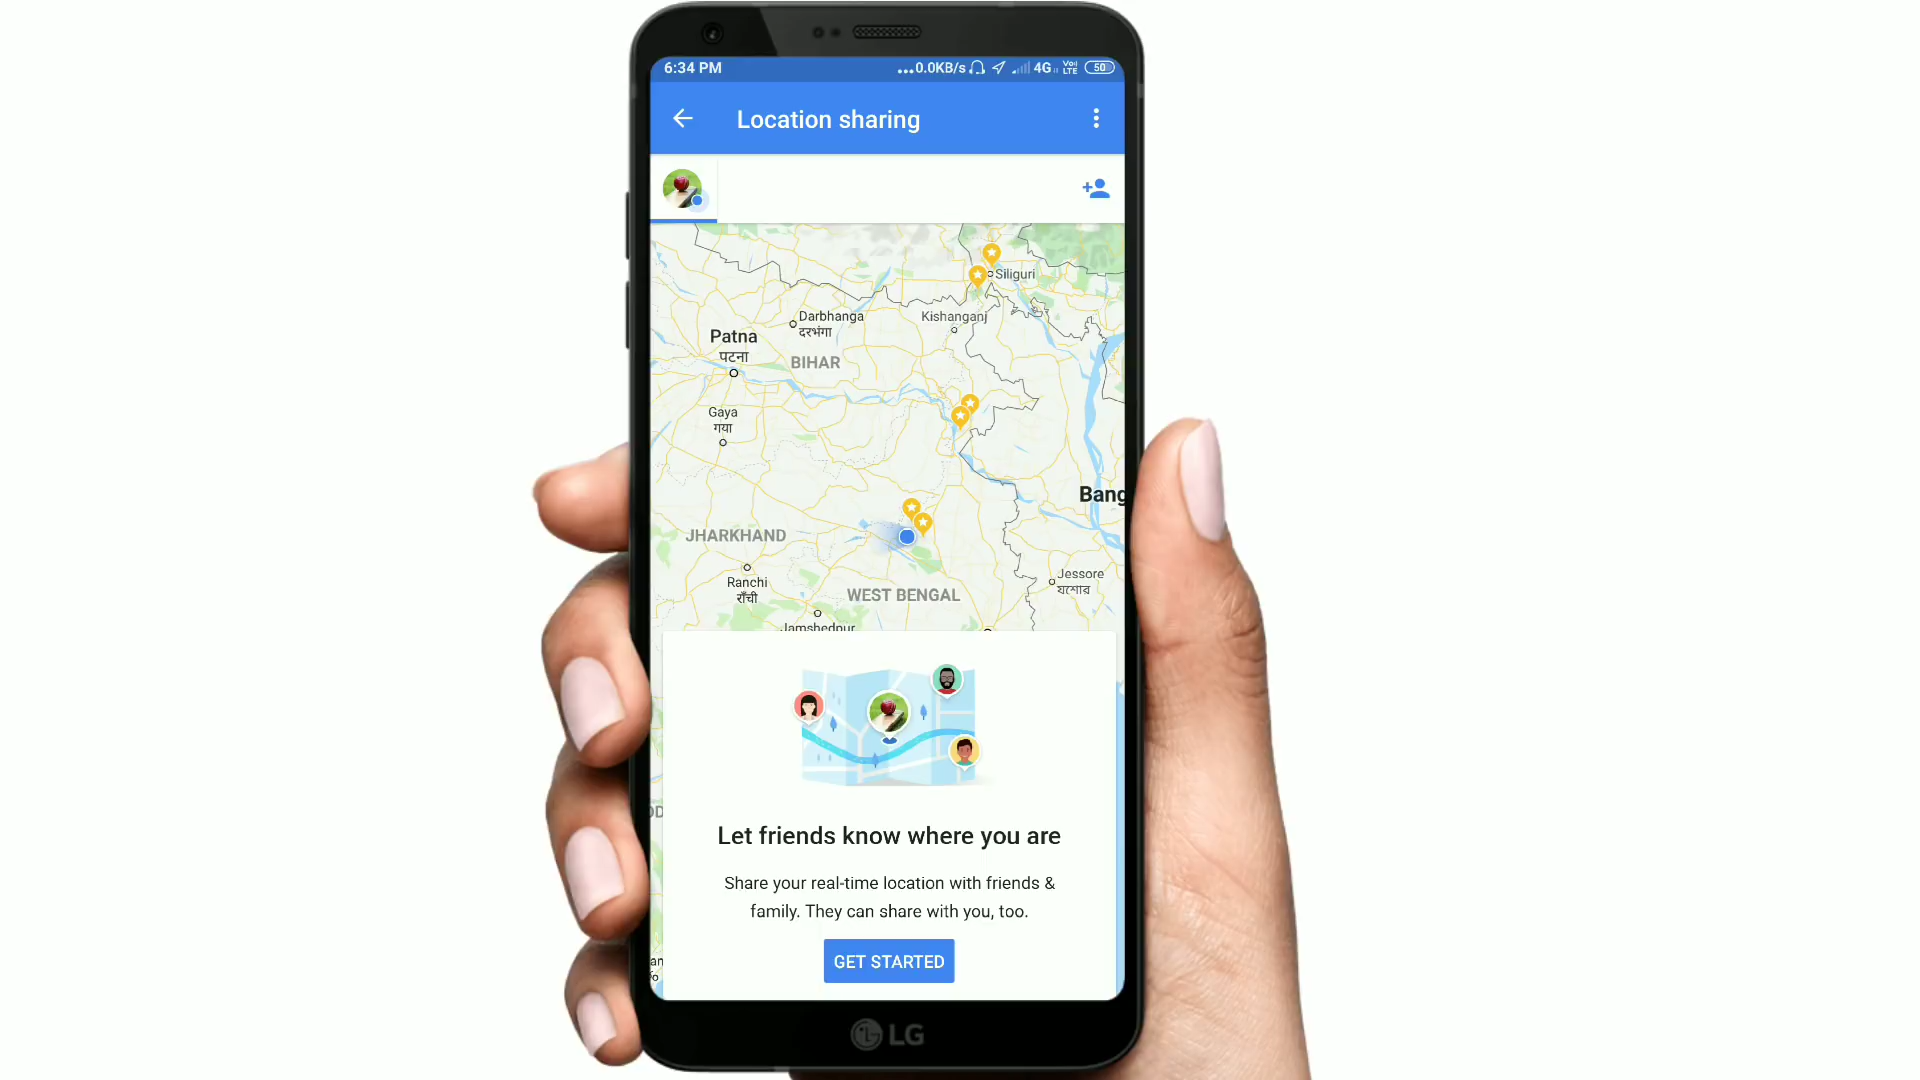 6:34 PM
...0.0KB/s 4G Vo) LTE 50
Location sharing
Siliguri
Darbhanga
दरभंगा
Kishanganj
Patna
पटना
BIHAR
Gaya
गया
Bang
JHARKHAND
Jessore
যশোর
Ranchi
राँची
WEST BENGAL
Jamshedpur
Let friends know where you are
Share your real-time location with friends &
family. They can share with you, too.
GET STARTED
LG